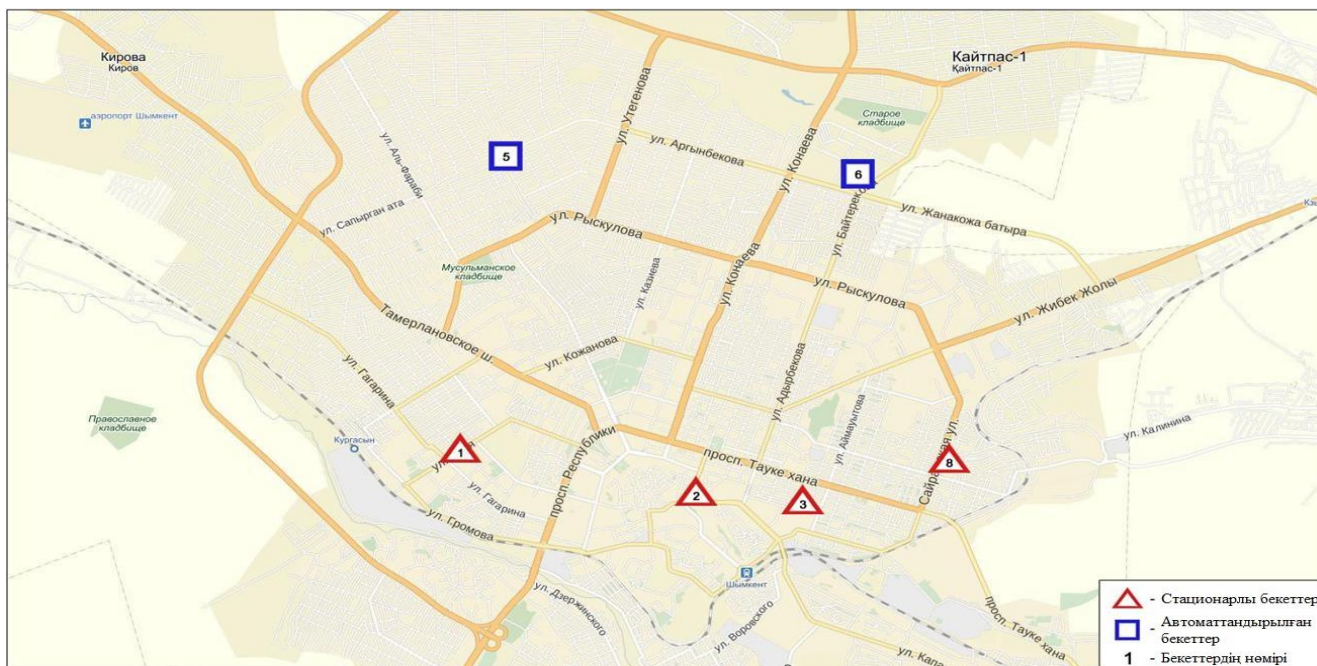 Кирова
Киров
Кайтпас-1
Қайтпас-1
аэропорт Шымкент
Старое
кладбище
ул. Утегенова
ул. Аргынбекова
ул. Конаева
5
6
ул. Аль-Фараби
ул. Байтереков
ул. Жанакожа батыра
ул. Сапырган ата
ул. Рыскулова
Мусульманское
кладбище
ул. Казиева
ул. Конаева
ул. Рыскулова
ул. Жибек Жолы
Тамерлановское ш.
ул. Кожанова
ул. Гагарина
ул. Адырбекова
ул. Аймауытова
Православное
кладбище
Кургасын
просп. Республики
просп. Тауке хана
ул. Калинина
1
8
2
3
ул. Гагарина
ул. Громова
Шымкент
ул. Дзержинского
ул. Воровского
просп. Тауке хана
- Стационарлы бекеттер
- Автоматтандырылған
бекеттер
1 - Бекеттердің нөмірі